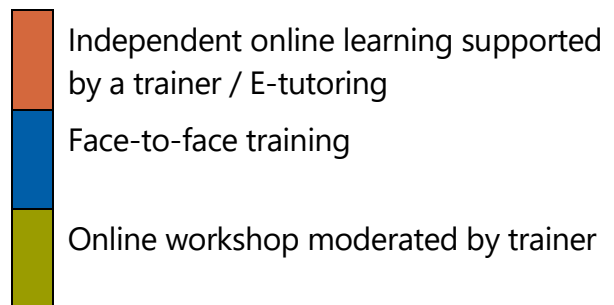 Independent online learning supported
by a trainer / E-tutoring
Face-to-face training
Online workshop moderated by trainer